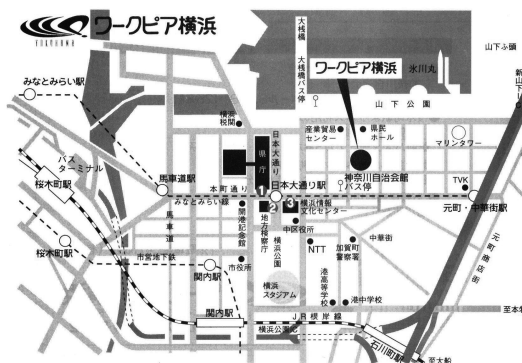 ワークピア横浜
YOKOHAMA
大桟橋
大桟橋バス停
山下ふ頭
ワークピア横浜
氷川丸
みなとみらい駅
山下公園
横浜税関
日本大通り
産業貿易センター
県民ホール
マリンタワー
県庁
バスターミナル
神奈川自治会館
バス停
馬車道駅
桜木町駅
本町通り
1
日本大通り駅
TVK
みなとみらい線
2
3
横浜情報文化センター
元町・中華街駅
馬車道
開港記念館
地方検察庁
中区役所
桜木町駅
横浜公園
中華街
元町商店街
市営地下鉄
市役所
NTT
加賀町警察署
関内駅
横浜スタジアム
港高等学校
港中学校
関内駅
JR根岸線
至本牧
横浜公園
石川町駅
至大船